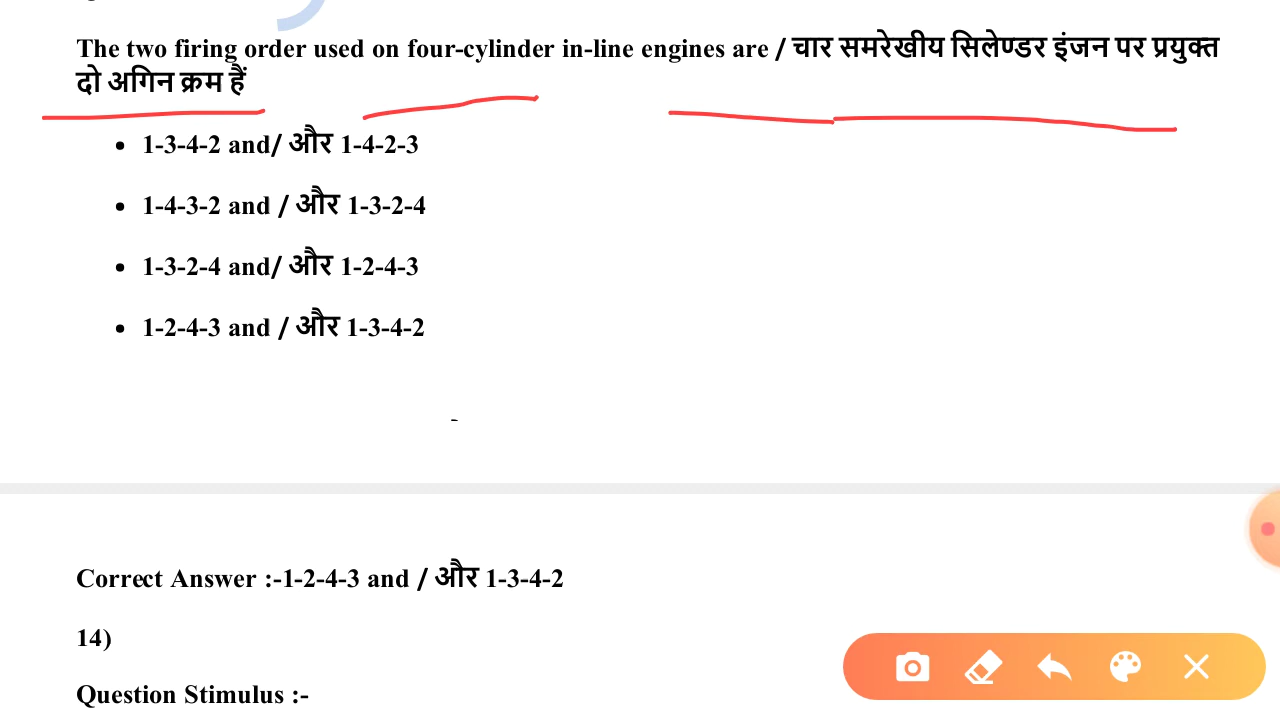 The two firing order used on four-cylinder in-line engines are / चार समरेखीय सिलेण्डर इंजन पर प्रयुक्त
दो अगिन क्रम हैं
• 1-3-4-2 and/ और 1-4-2-3
• 1-4-3-2 and / और 1-3-2-4
• 1-3-2-4 and/ और 1-2-4-3
• 1-2-4-3 and / और 1-3-4-2
Correct Answer :-1-2-4-3 and / और 1-3-4-2
14)
Question Stimulus :-